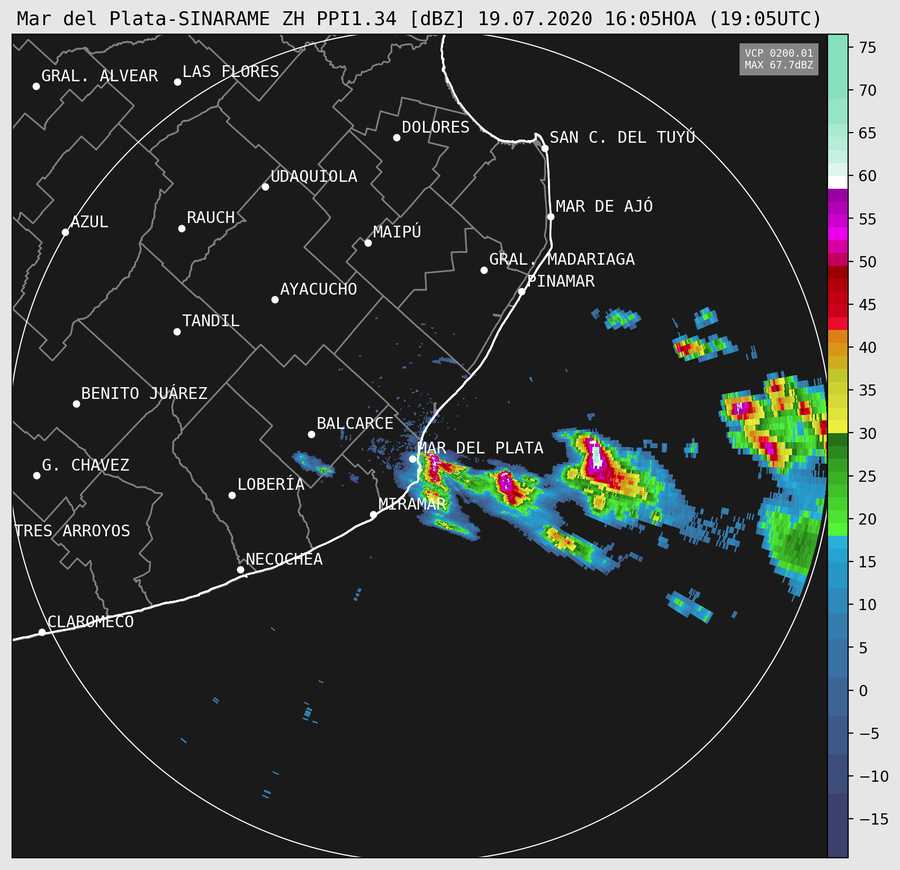 Mar del Plata-SINARAME ZH PPI1.34 [dBZ] 19.07.2020 16:05HOA (19:05UTC)
VCP 0200.01
MAX 67.7dBZ
75
70
65
60
55
50
45
40
35
30
25
20
15
10
5
0
−5
−10
−15
GRAL. ALVEAR
LAS FLORES
DOLORES
SAN C. DEL TUYÚ
UDAQUIOLA
MAR DE AJÓ
RAUCH
AZUL
MAIPÚ
GRAL. MADARIAGA
PINAMAR
AYACUCHO
TANDIL
BENITO JUÁREZ
BALCARCE
MAR DEL PLATA
G. CHAVEZ
LOBERÍA
MIRAMAR
TRES ARROYOS
NECOCHEA
CLAROMECO